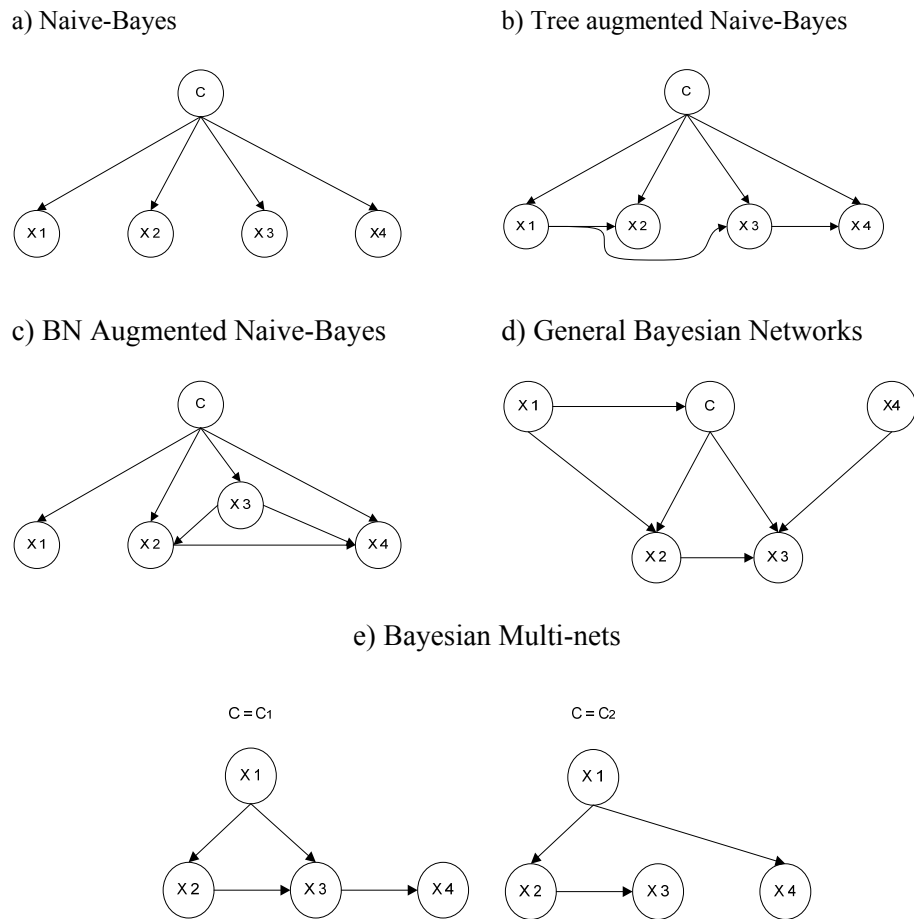 a) Naive-Bayes
b) Tree augmented Naive-Bayes
C
X1
X2
X3
X4
C
X1
X2
X3
X4
c) BN Augmented Naive-Bayes
d) General Bayesian Networks
C
X3
X1
X2
X4
X1
C
X4
X2
X3
e) Bayesian Multi-nets
C = C1
C = C2
X1
X2
X3
X4
X1
X2
X3
X4